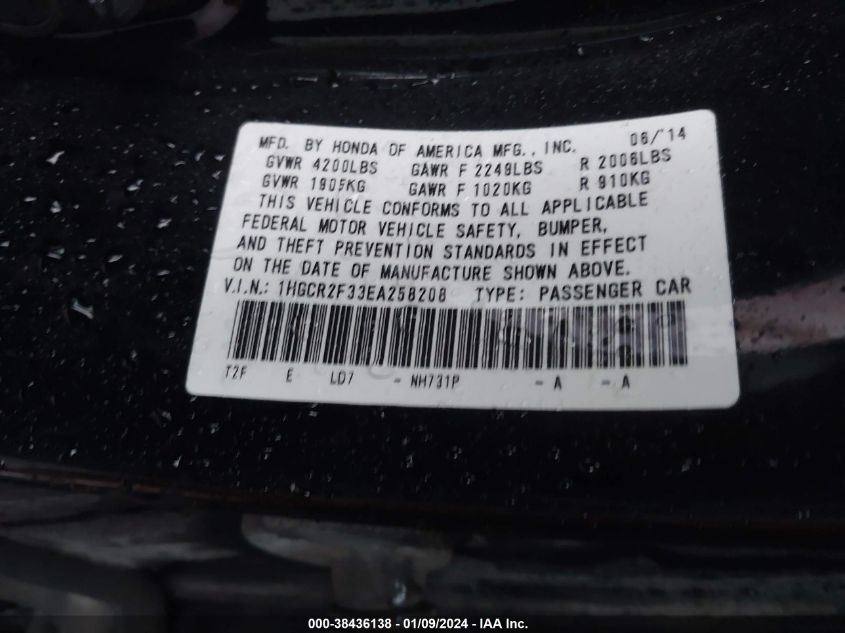 MFD. BY HONDA OF AMERICA MFG., INC. 06/'14
GVWR 4200LBS GAWR F 2249LBS R 2006LBS
GVWR 1905KG GAWR F 1020KG R 910KG
THIS VEHICLE CONFORMS TO ALL APPLICABLE
FEDERAL MOTOR VEHICLE SAFETY, BUMPER,
AND THEFT PREVENTION STANDARDS IN EFFECT
ON THE DATE OF MANUFACTURE SHOWN ABOVE.
V.I.N.: 1HGCR2F33EA258208 TYPE: PASSENGER CAR
T2F E LD7 - NH731P - A - A
000-38436138 - 01/09/2024 - IAA Inc.